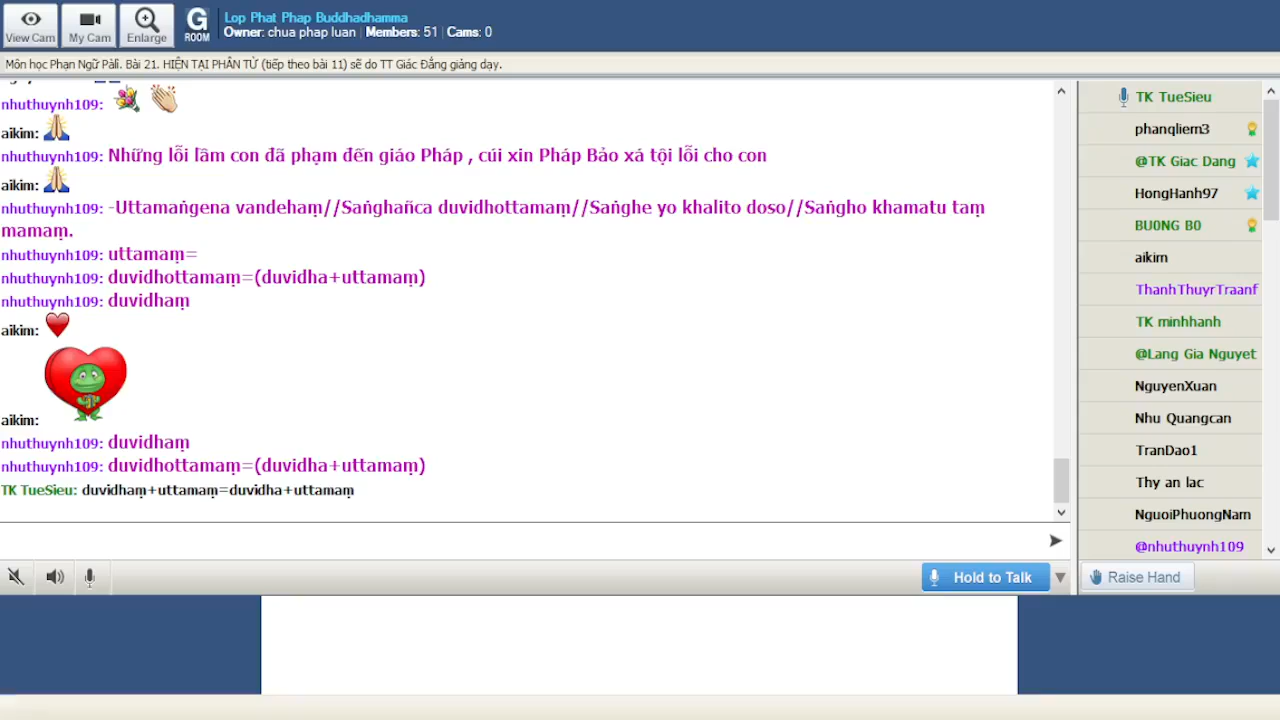 View Cam
My Cam
Enlarge
G
ROOM
Lop Phat Phap Buddhadhamma
Owner: chua phap luan | Members: 51 | Cams: 0
Môn học Phạn Ngữ Pāli. Bài 21. HIỆN TẠI PHÂN TỪ (tiếp theo bài 11) sẽ do TT Giác Đẳng giảng dạy.
nhuthuynh109:
aikim:
nhuthuynh109: Những lỗi lầm con đã phạm đến giáo Pháp , cúi xin Pháp Bảo xá tội lỗi cho con
aikim:
nhuthuynh109: -Uttamaṅgena vandehaṃ//Saṅghañca duvidhottamaṃ//Saṅghe yo khalito doso//Saṅgho khamatu taṃ
mamaṃ.
nhuthuynh109: uttamaṃ=
nhuthuynh109: duvidhottamaṃ=(duvidha+uttamaṃ)
nhuthuynh109: duvidhaṃ
aikim:
aikim:
nhuthuynh109: duvidhaṃ
nhuthuynh109: duvidhottamaṃ=(duvidha+uttamaṃ)
TK TueSieu: duvidhaṃ+uttamaṃ=duvidha+uttamaṃ
Hold to Talk
TK TueSieu
phanqliem3
@TK Giac Dang
HongHanh97
BU0NG B0
aikim
ThanhThuyrTraanf
TK minhhanh
@Lang Gia Nguyet
NguyenXuan
Nhu Quangcan
TranDao1
Thy an lac
NguoiPhuongNam
@nhuthuynh109
Raise Hand